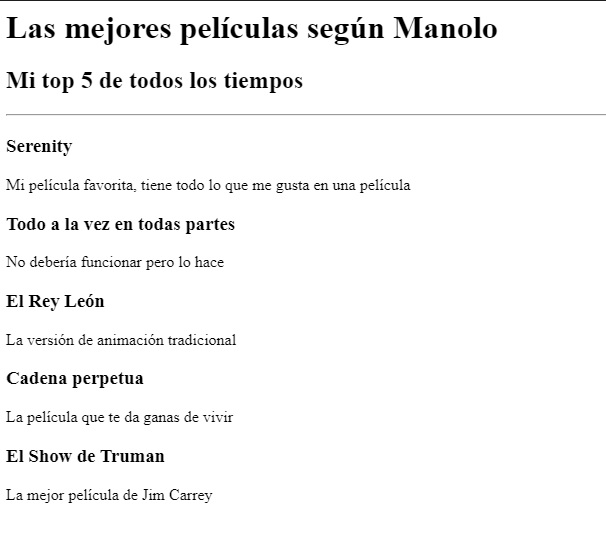 Las mejores películas según Manolo
Mi top 5 de todos los tiempos
Serenity
Mi película favorita, tiene todo lo que me gusta en una película
Todo a la vez en todas partes
No debería funcionar pero lo hace
El Rey León
La versión de animación tradicional
Cadena perpetua
La película que te da ganas de vivir
El Show de Truman
La mejor película de Jim Carrey